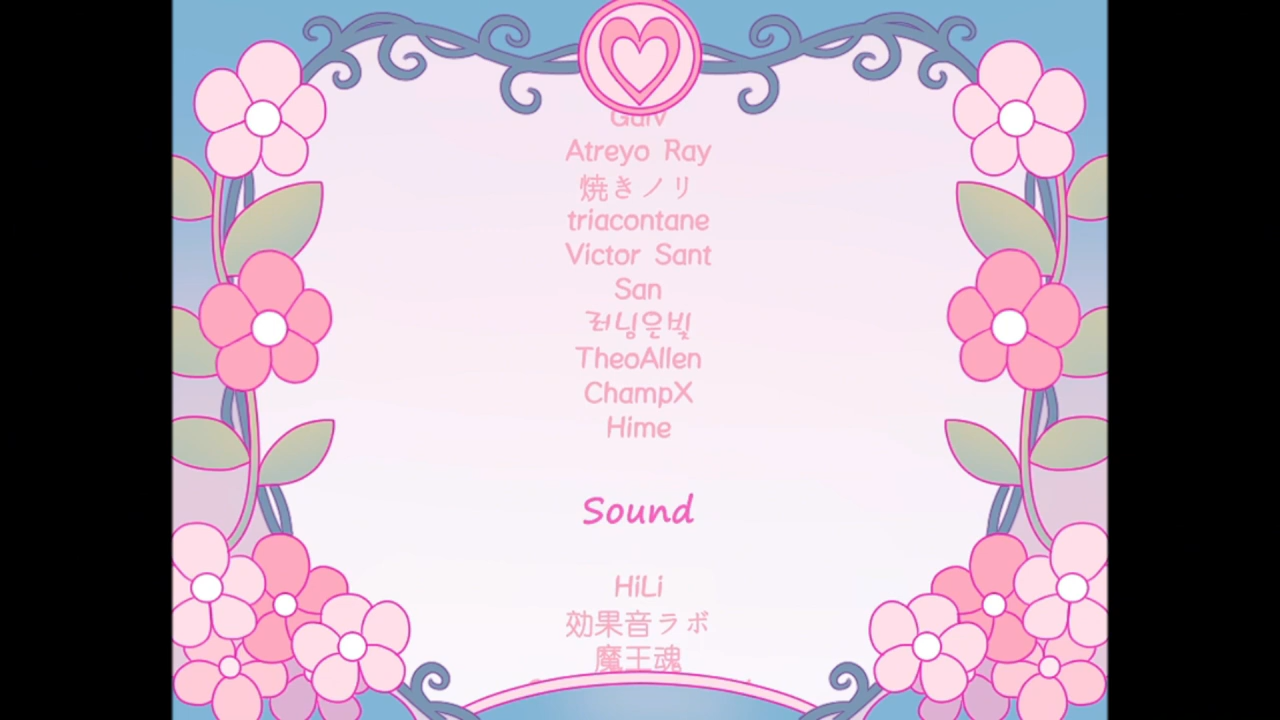 Galv
Atreyo Ray
焼きノリ
triacontane
Victor Sant
San
러닝은빛
TheoAllen
ChampX
Hime
Sound
HiLi
効果音ラボ
魔王魂